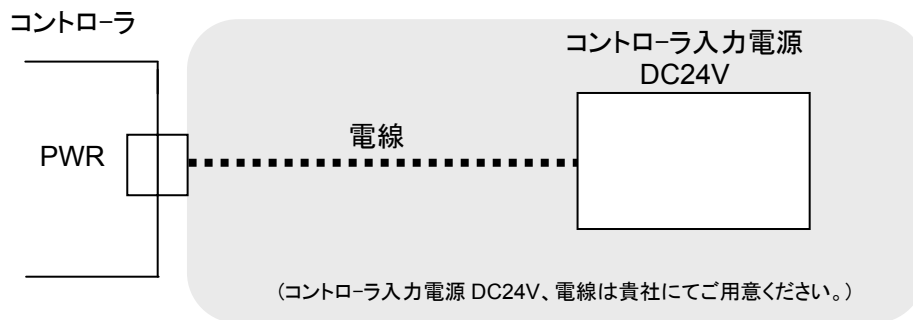 コントローラ
コントローラ入力電源
DC24V
電線
PWR
（コントローラ入力電源 DC24V、電線は貴社にてご用意ください。）